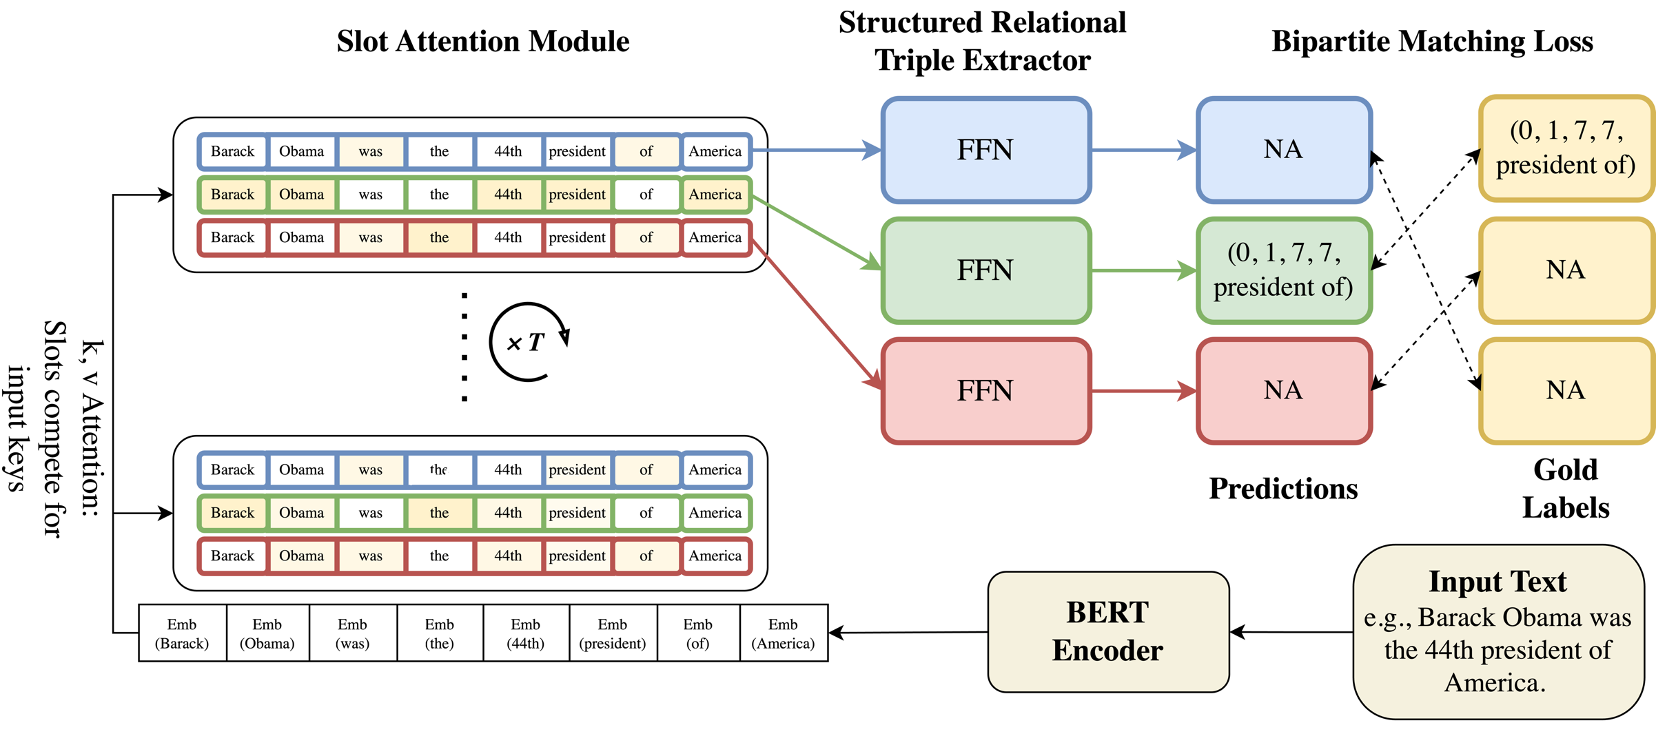 Slot Attention Module
Structured Relational
Triple Extractor
Bipartite Matching Loss
Barack Obama was the 44th president of America
Barack Obama was the 44th president of America
Barack Obama was the 44th president of America
× T
k, v Attention:
Slots compete for
input keys
Barack Obama was the 44th president of America
Barack Obama was the 44th president of America
Barack Obama was the 44th president of America
FFN
FFN
FFN
NA
(0, 1, 7, 7,
president of)
NA
Predictions
(0, 1, 7, 7,
president of)
NA
NA
Gold
Labels
Emb
(Barack)
Emb
(Obama)
Emb
(was)
Emb
(the)
Emb
(44th)
Emb
(president)
Emb
(of)
Emb
(America)
BERT
Encoder
Input Text
e.g., Barack Obama was
the 44th president of
America.